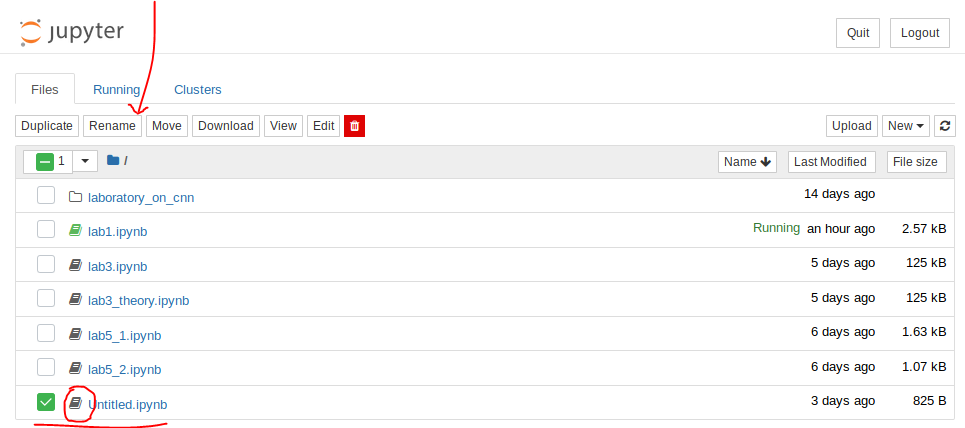 jupyter Quit Logout
Files Running Clusters
Duplicate Rename Move Download View Edit Upload New
1 / Name Last Modified File size
laboratory_on_cnn 14 days ago
lab1.ipynb Running an hour ago 2.57 kB
lab3.ipynb 5 days ago 125 kB
lab3_theory.ipynb 5 days ago 125 kB
lab5_1.ipynb 6 days ago 1.63 kB
lab5_2.ipynb 6 days ago 1.07 kB
Untitled.ipynb 3 days ago 825 B